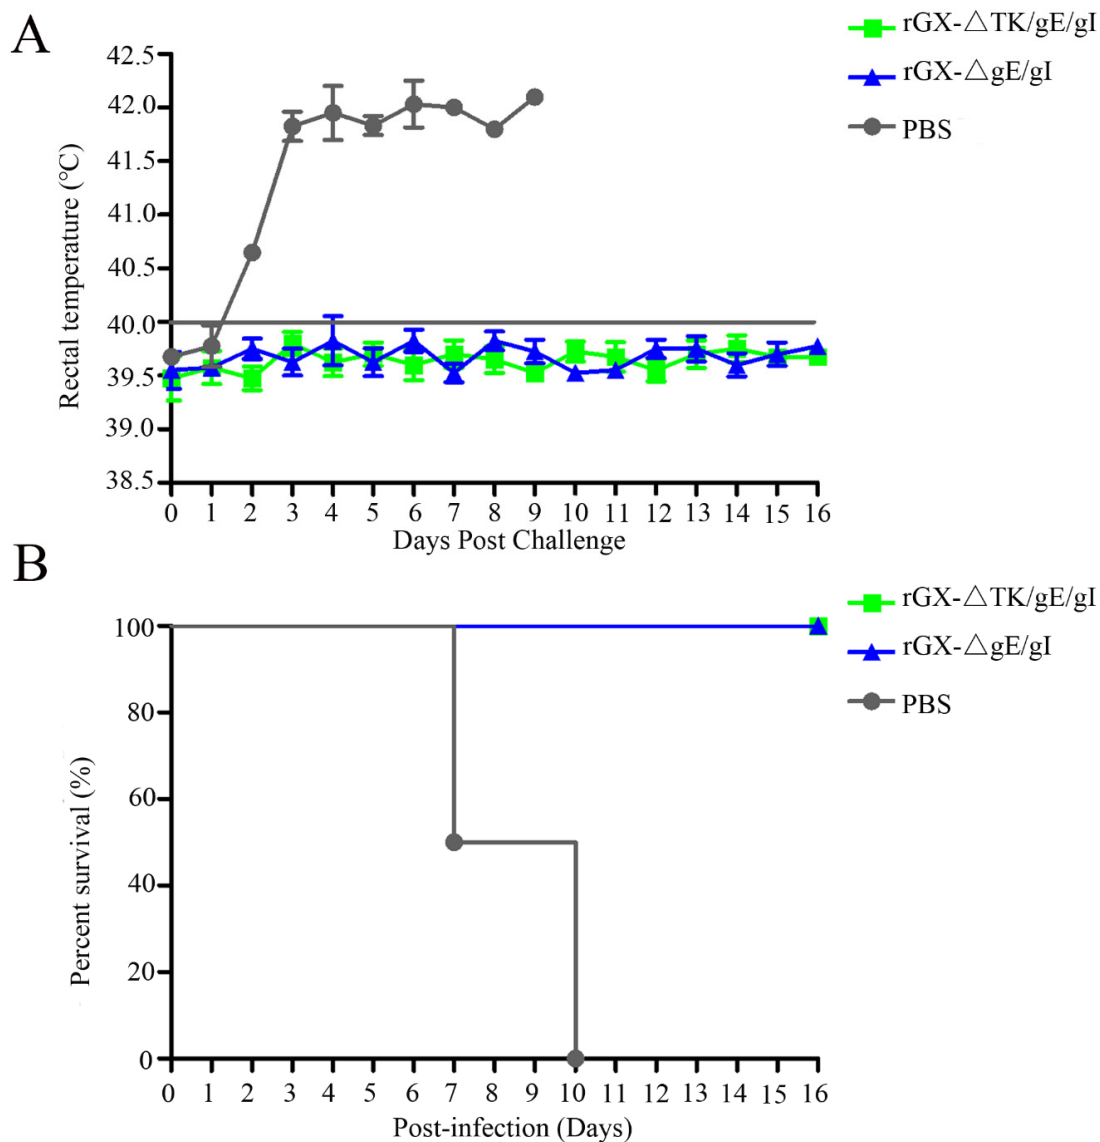 A
rGX-△TK/gE/gI
rGX-△gE/gI
PBS
Rectal temperature (°C)
42.5
42.0
41.5
41.0
40.5
40.0
39.5
39.0
38.5
0 1 2 3 4 5 6 7 8 9 10 11 12 13 14 15 16
Days Post Challenge
B
rGX-△TK/gE/gI
rGX-△gE/gI
PBS
Percent survival (%)
100
80
60
40
20
0
0 1 2 3 4 5 6 7 8 9 10 11 12 13 14 15 16
Post-infection (Days)